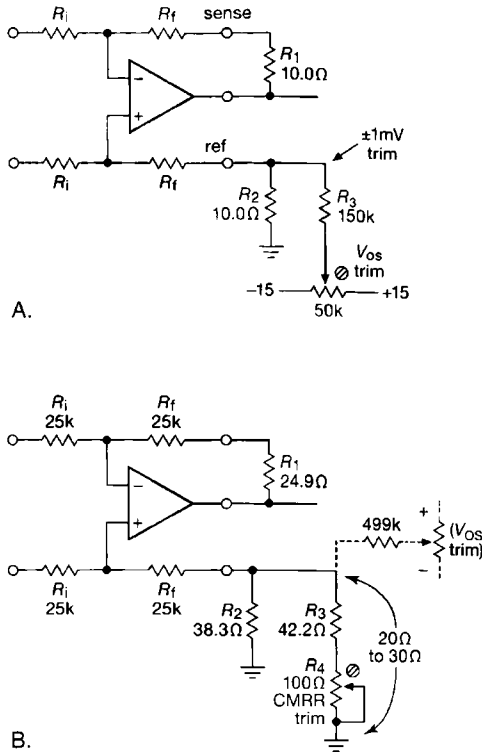 Ri Rf sense
R1
10.0Ω
−
+
±1mV
trim
ref
Ri Rf
R2
10.0Ω
R3
150k
VOS
trim
−15 +15
50k
A.
Ri
25k
Rf
25k
R1
24.9Ω
−
+
499k
+
(VOS
trim)
−
Ri
25k
Rf
25k
R2
38.3Ω
R3
42.2Ω
20Ω
to 30Ω
R4
100Ω
CMRR
trim
B.